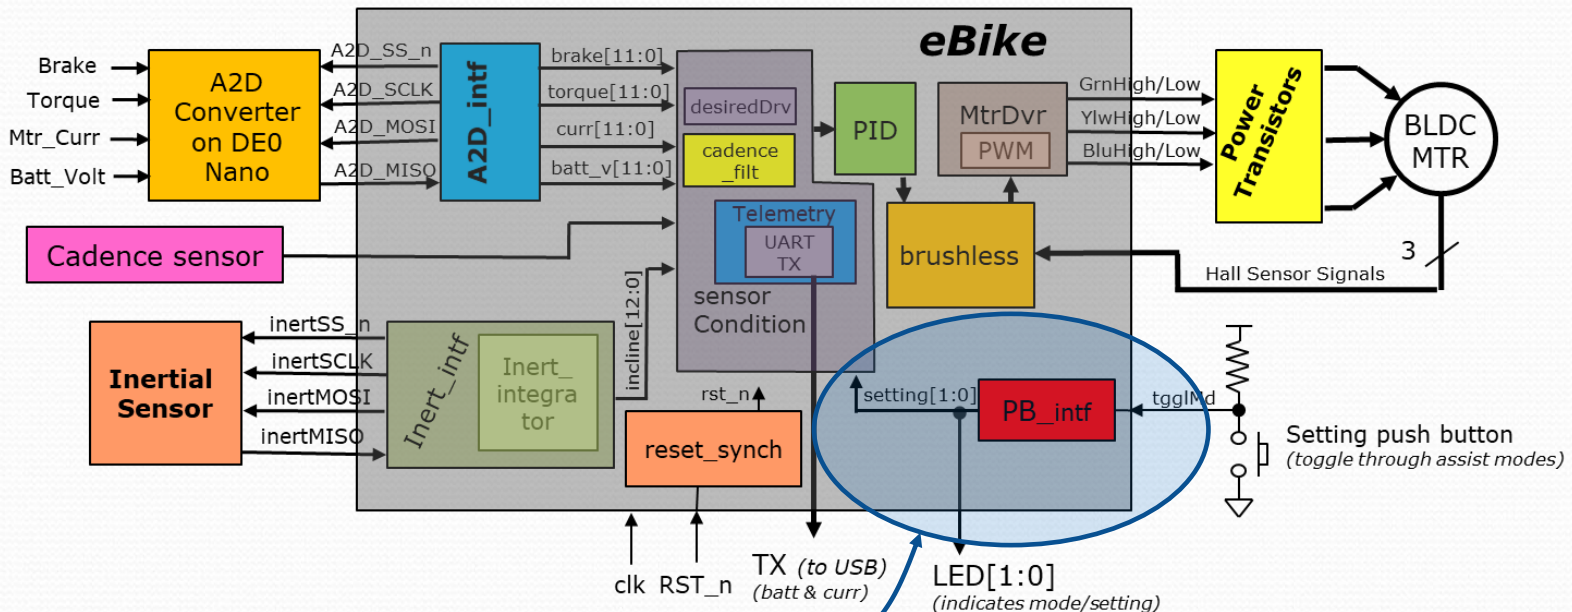 eBike
Brake
Torque
Mtr_Curr
Batt_Volt
A2D
Converter
on DE0
Nano
A2D_SS_n
A2D_SCLK
A2D_MOSI
A2D_MISO
A2D_intf
brake[11:0]
torque[11:0]
curr[11:0]
batt_v[11:0]
desiredDrv
cadence
_filt
Telemetry
UART
TX
sensor
Condition
PID
MtrDvr
PWM
brushless
GrnHigh/Low
YlwHigh/Low
BluHigh/Low
Power
Transistors
BLDC
MTR
3
Hall Sensor Signals
Cadence sensor
Inertial
Sensor
inertSS_n
inertSCLK
inertMOSI
inertMISO
Inert_intf
Inert_
integra
tor
incline[12:0]
rst_n
reset_synch
setting[1:0]
PB_intf
tgglMd
Setting push button
(toggle through assist modes)
clk
RST_n
TX (to USB)
(batt & curr)
LED[1:0]
(indicates mode/setting)